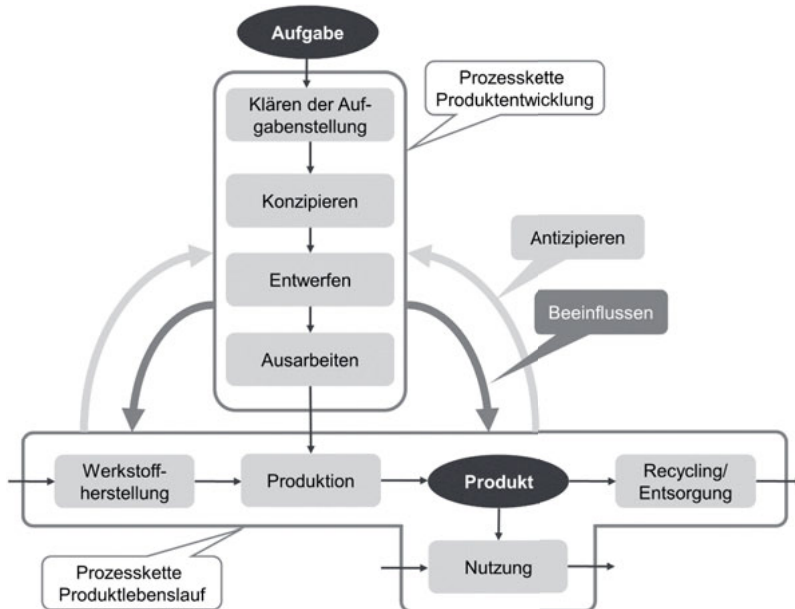 Aufgabe
Prozesskette
Produktentwicklung
Klären der Auf-
gabenstellung
Konzipieren
Antizipieren
Entwerfen
Beeinflussen
Ausarbeiten
Werkstoff-
herstellung
Produktion
Produkt
Recycling/
Entsorgung
Prozesskette
Produktlebenslauf
Nutzung